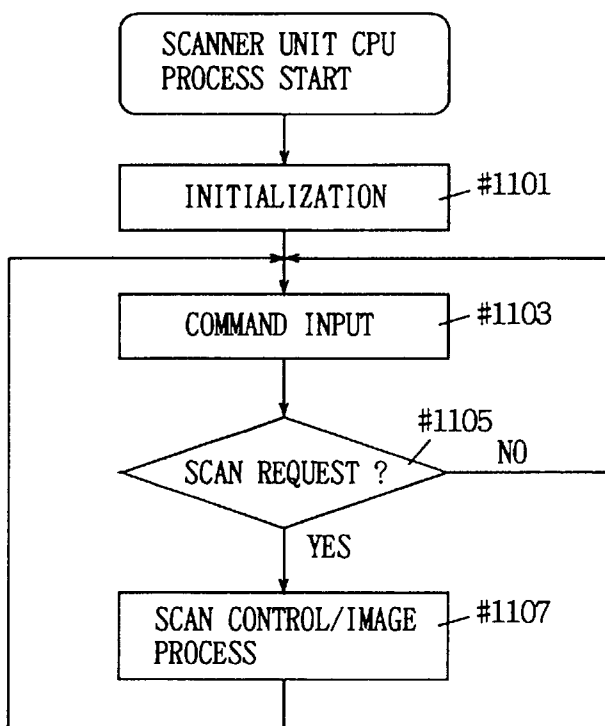 SCANNER UNIT CPU
PROCESS START
INITIALIZATION
#1101
COMMAND INPUT
#1103
#1105
SCAN REQUEST ?
NO
YES
SCAN CONTROL/IMAGE
PROCESS
#1107